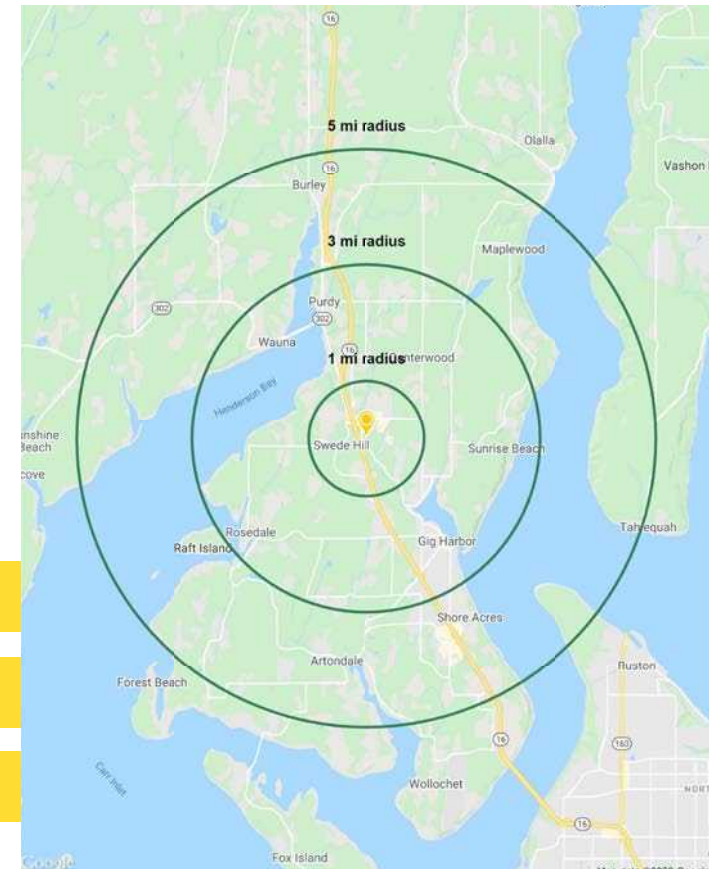 16
Olalla
5 mi radius
Vashon
16
Burley
3 mi radius
Maplewood
302
Purdy
302
Wauna
16
1 mi radius
Henderson Bay
Swede Hill
Sunrise Beach
Beach
Rosedale
Raft Island
Gig Harbor
Tahlequah
Shore Acres
Artondale
Ruston
Forest Beach
16
160
Carr Inlet
Wollochet
16
Fox Island
Google